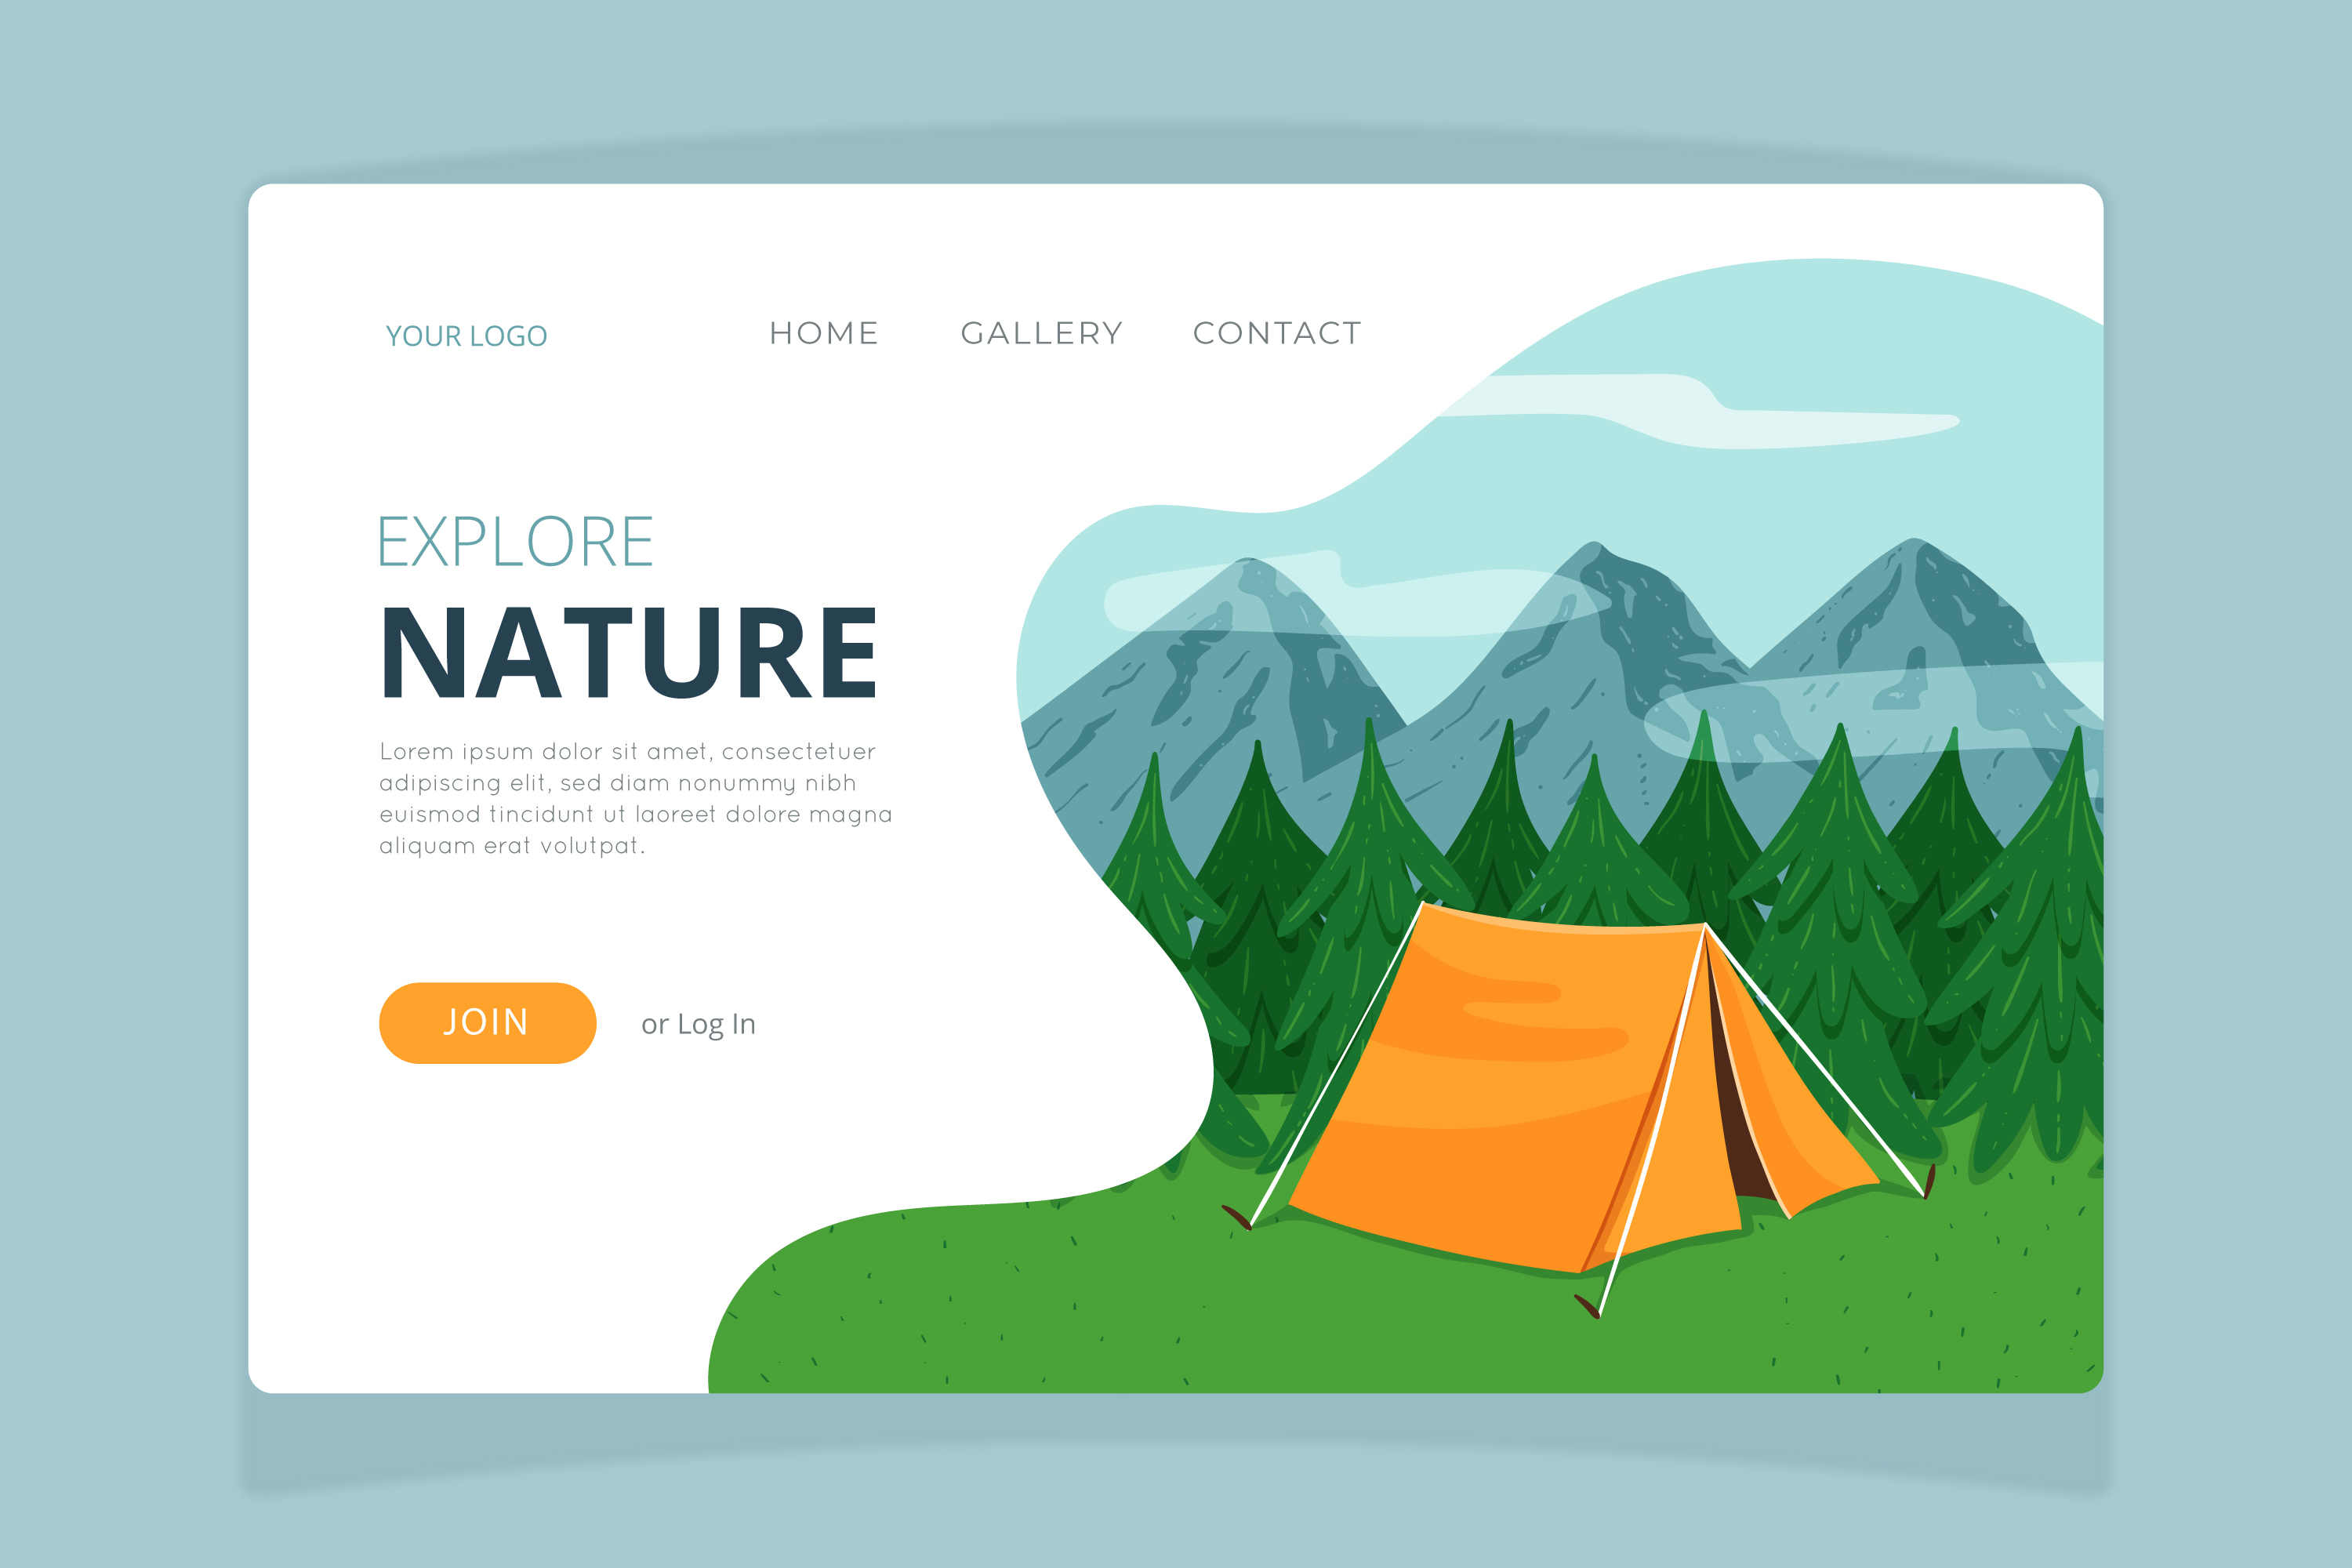 YOUR LOGO
HOME GALLERY CONTACT
EXPLORE
NATURE
Lorem ipsum dolor sit amet, consectetuer
adipiscing elit, sed diam nonummy nibh
euismod tincidunt ut laoreet dolore magna
aliquam erat volutpat.
JOIN or Log In